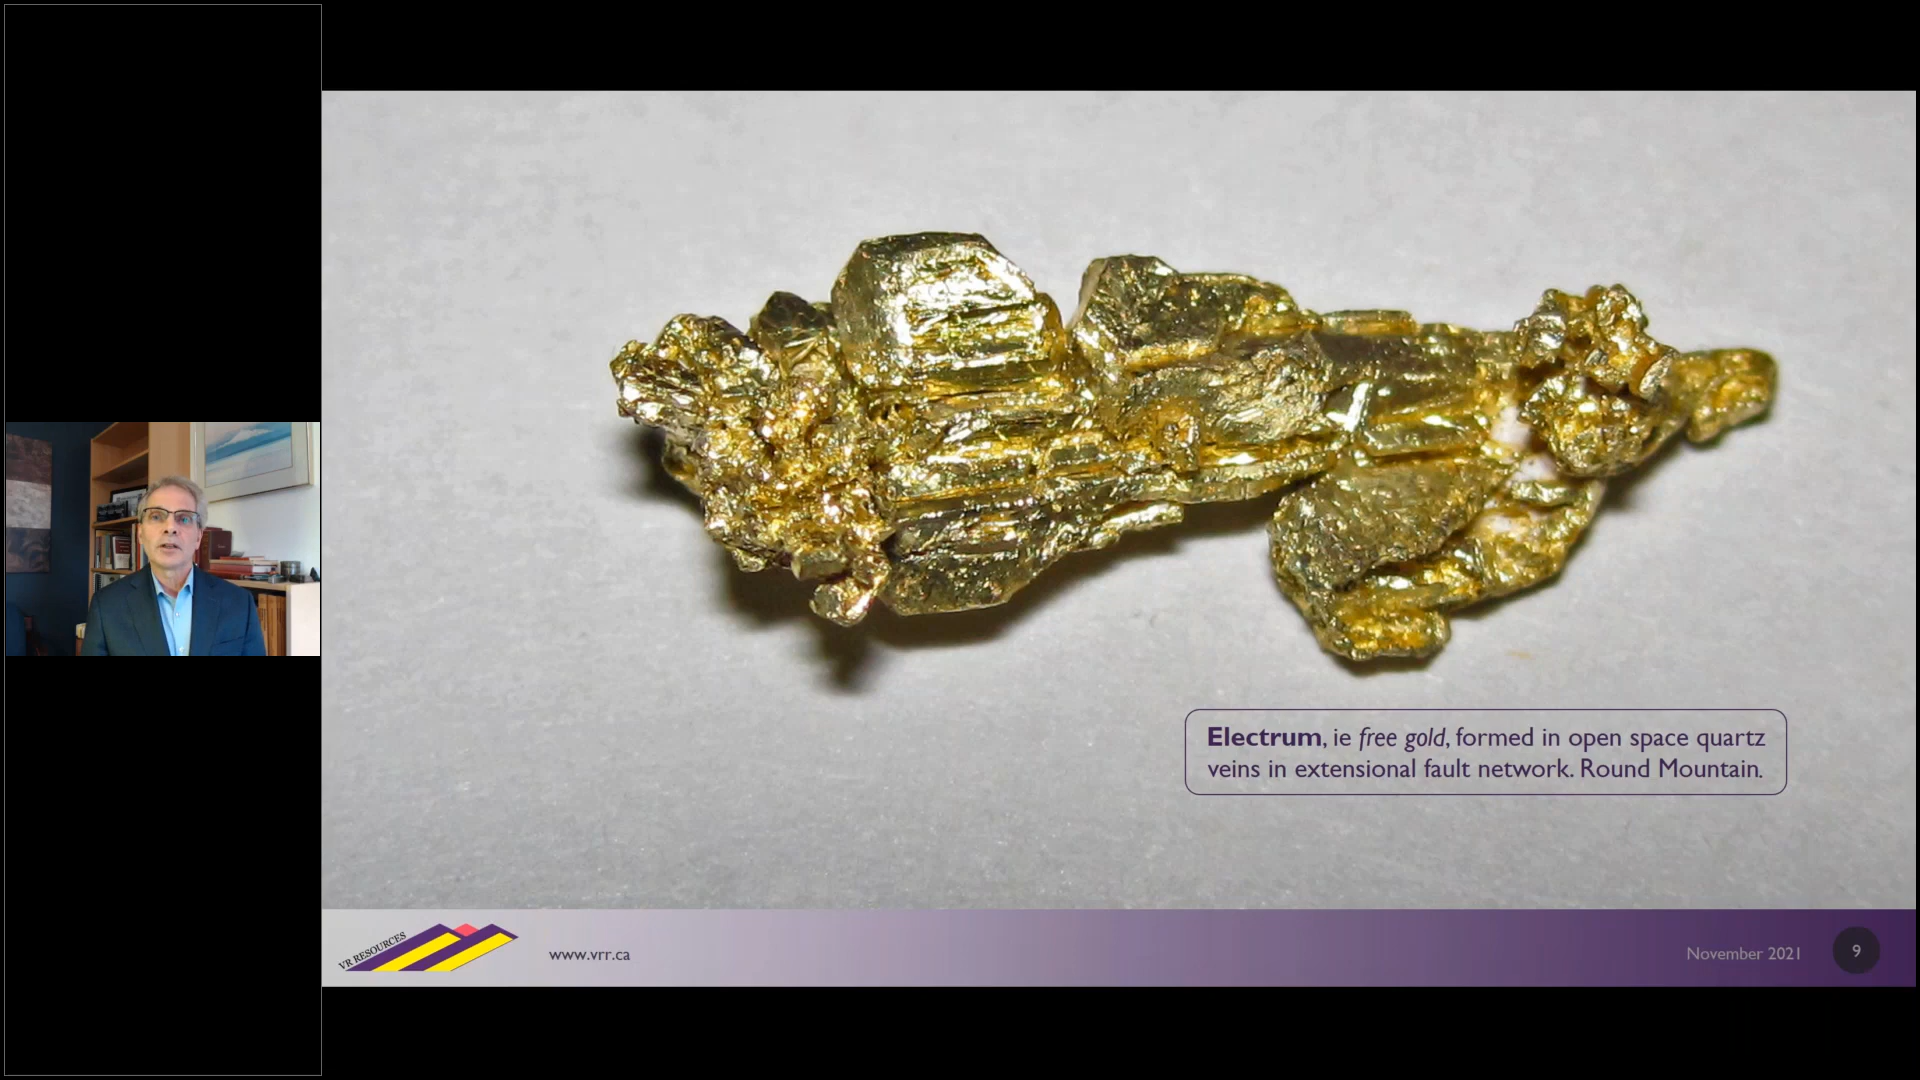 Electrum, ie free gold, formed in open space quartz
veins in extensional fault network. Round Mountain.
VR RESOURCES
www.vrr.ca
November 2021
9